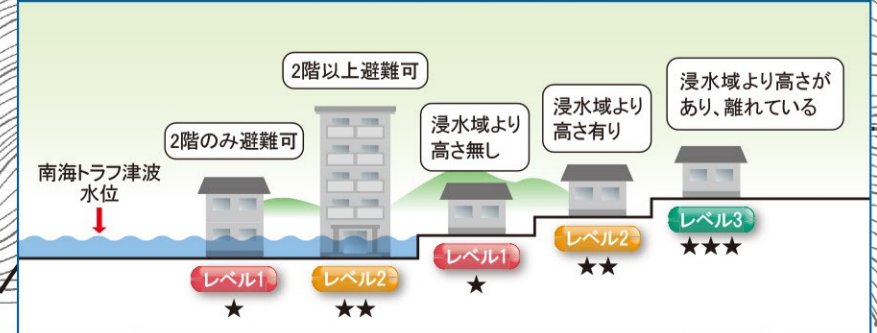 南海トラフ津波
水位
2階のみ避難可
2階以上避難可
浸水域より
高さ無し
浸水域より
高さ有り
浸水域より高さが
あり、離れている
レベル1
★
レベル2
★★
レベル1
★
レベル2
★★
レベル3
★★★